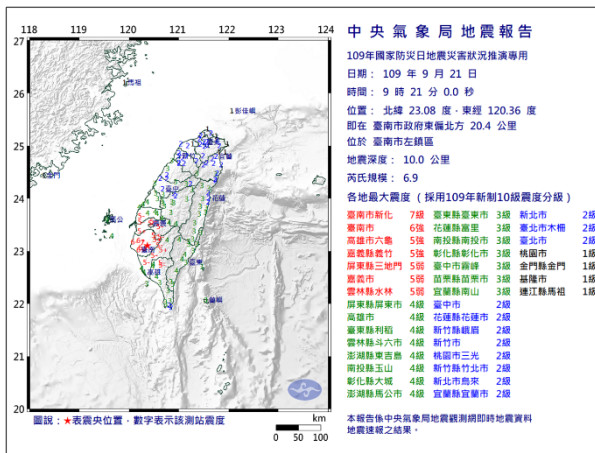 118 119 120 121 122 123 124
27
26
25
24
23
22
21
20
中央氣象局地震報告
109年國家防災日地震災害狀況推演專用
日期： 109 年 9 月 21 日
時間： 9 時 21 分 0.0 秒
位置： 北緯 23.08 度．東經 120.36 度
即在 臺南市政府東偏北方 20.4 公里
位於 臺南市左鎮區
地震深度： 10.0 公里
芮氏規模： 6.9
各地最大震度（採用109年新制10級震度分級）
臺南市新化 7級 臺東縣臺東市 3級 新北市 2級
臺南市 6強 花蓮縣富里 3級 臺北市木柵 2級
高雄市六龜 5強 南投縣南投市 3級 臺北市 2級
嘉義縣義竹 5強 彰化縣彰化市 3級 桃園市 1級
屏東縣三地門 5弱 臺中市霧峰 3級 金門縣金門 1級
嘉義市 5弱 苗栗縣苗栗市 3級 基隆市 1級
雲林縣水林 5弱 宜蘭縣南山 3級 連江縣馬祖 1級
屏東縣屏東市 4級 臺中市 2級
高雄市 4級 花蓮縣花蓮市 2級
臺東縣利稻 4級 新竹縣峨眉 2級
雲林縣斗六市 4級 新竹市 2級
澎湖縣東吉島 4級 桃園市三光 2級
南投縣玉山 4級 新竹縣竹北市 2級
彰化縣大城 4級 新北市烏來 2級
澎湖縣馬公市 4級 宜蘭縣宜蘭市 2級
本報告係中央氣象局地震觀測網即時地震資料
地震速報之結果。
1彭佳嶼
圖說：★表震央位置，數字表示該測站震度
km
0 50 100